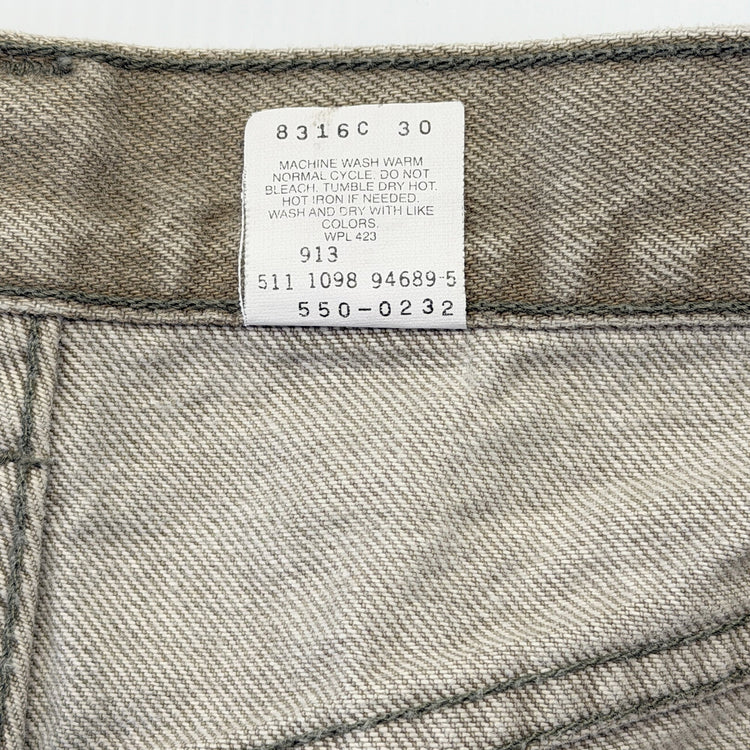 8316C 30
MACHINE WASH WARM
NORMAL CYCLE. DO NOT
BLEACH. TUMBLE DRY HOT.
HOT IRON IF NEEDED.
WASH AND DRY WITH LIKE
COLORS.
WPL 423
913
511 1098 94689-5
550-0232